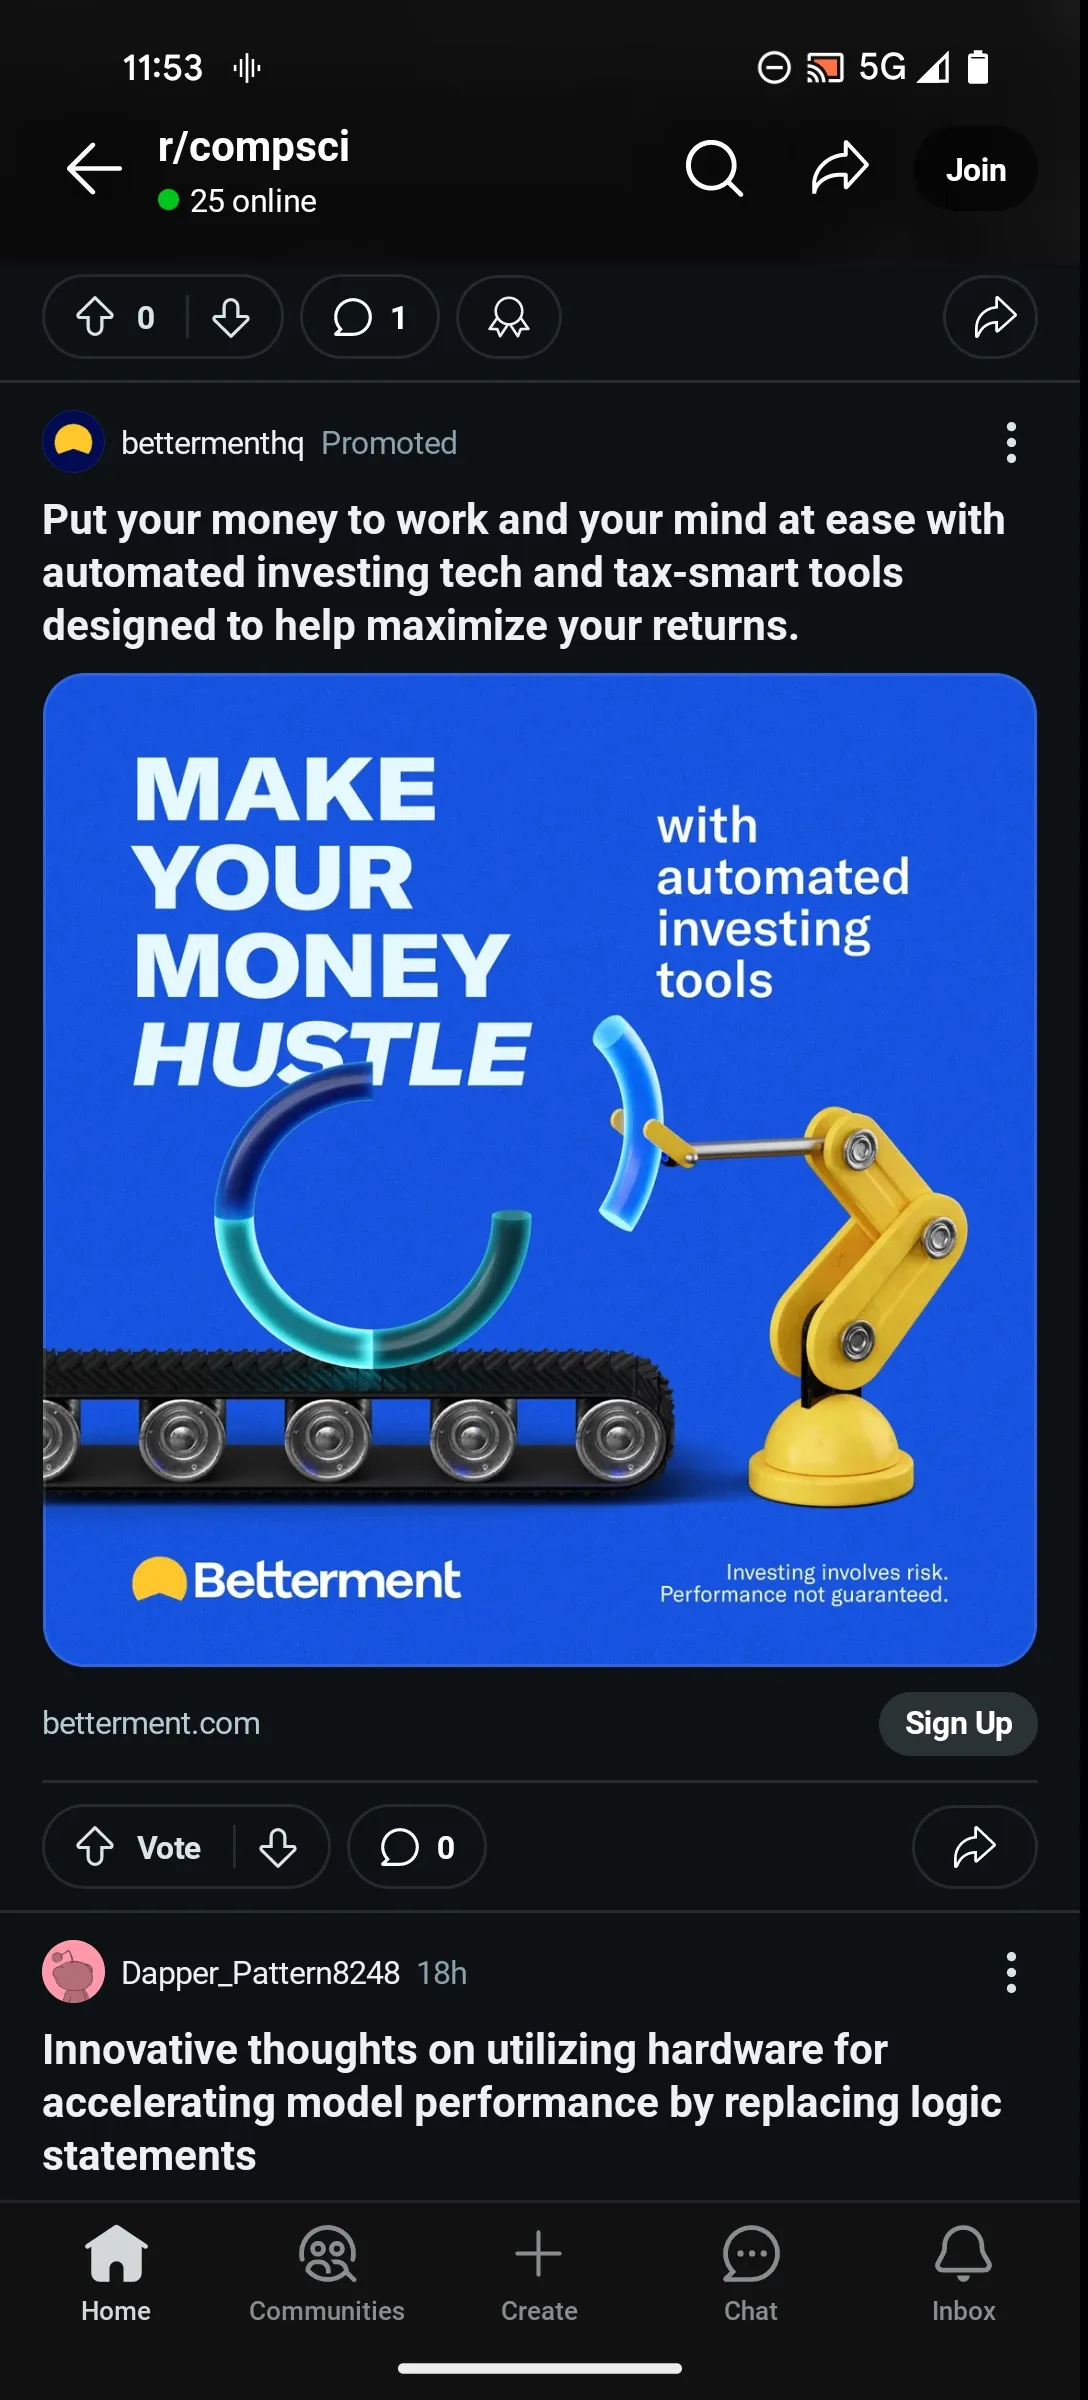 11:53
5G
r/compsci
25 online
Join
0
1
bettermenthq Promoted
Put your money to work and your mind at ease with
automated investing tech and tax-smart tools
designed to help maximize your returns.
MAKE
YOUR
MONEY
HUSTLE
with
automated
investing
tools
Betterment
Investing involves risk.
Performance not guaranteed.
betterment.com
Sign Up
Vote
0
Dapper_Pattern8248 18h
Innovative thoughts on utilizing hardware for
accelerating model performance by replacing logic
statements
Home
Communities
Create
Chat
Inbox